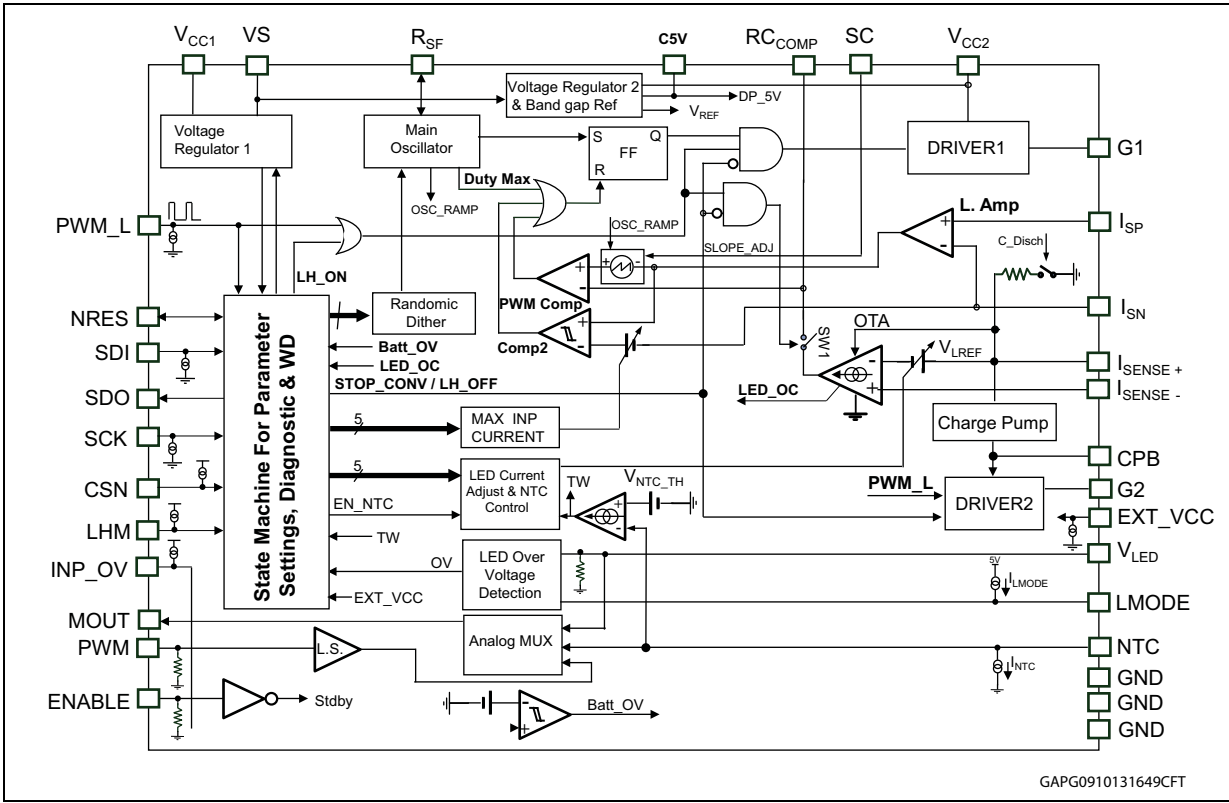 VCC1
VS
RSF
C5V
RCCOMP
SC
VCC2
Voltage Regulator 2
& Band gap Ref
DP_5V
VREF
Voltage
Regulator 1
Main
Oscillator
S
Q
FF
R
DRIVER1
G1
Duty Max
OSC_RAMP
PWM_L
L. Amp
+
-
ISP
OSC_RAMP
SLOPE_ADJ
C_Disch
+
-
LH_ON
+
-
PWM Comp
Randomic
Dither
ISN
NRES
Batt_OV
Comp2
+
-
SW1
OTA
VLREF
SDI
LED_OC
-
+
ISENSE +
STOP_CONV / LH_OFF
LED_OC
ISENSE -
SDO
State Machine For Parameter
Settings, Diagnostic & WD
5
MAX INP
CURRENT
Charge Pump
SCK
CPB
5
LED Current
Adjust & NTC
Control
TW
VNTC_TH
+
-
PWM_L
DRIVER2
G2
CSN
EN_NTC
EXT_VCC
LHM
TW
VLED
INP_OV
OV
LED Over
Voltage
Detection
5V
ILMODE
EXT_VCC
LMODE
MOUT
Analog MUX
NTC
PWM
L.S.
INTC
GND
ENABLE
Stdby
-
+
Batt_OV
GND
GND
GAPG0910131649CFT